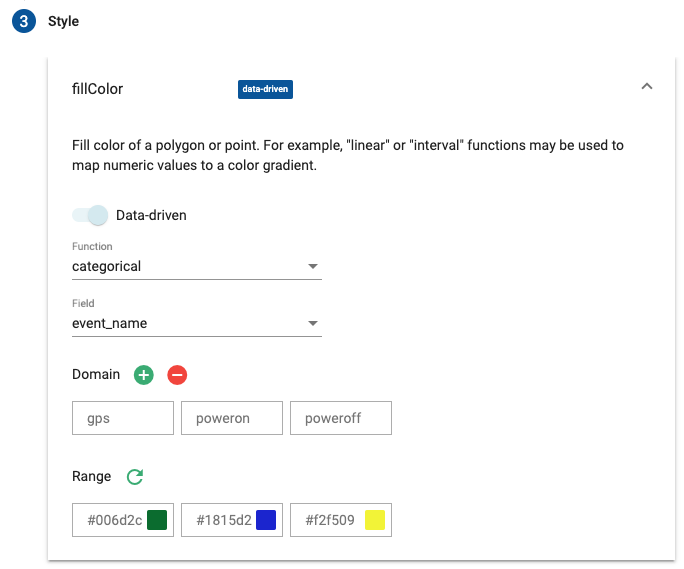 3 Style
fillColor data-driven
Fill color of a polygon or point. For example, "linear" or "interval" functions may be used to
map numeric values to a color gradient.
Data-driven
Function
categorical
Field
event_name
Domain
gps poweron poweroff
Range
#006d2c #1815d2 #f2f509